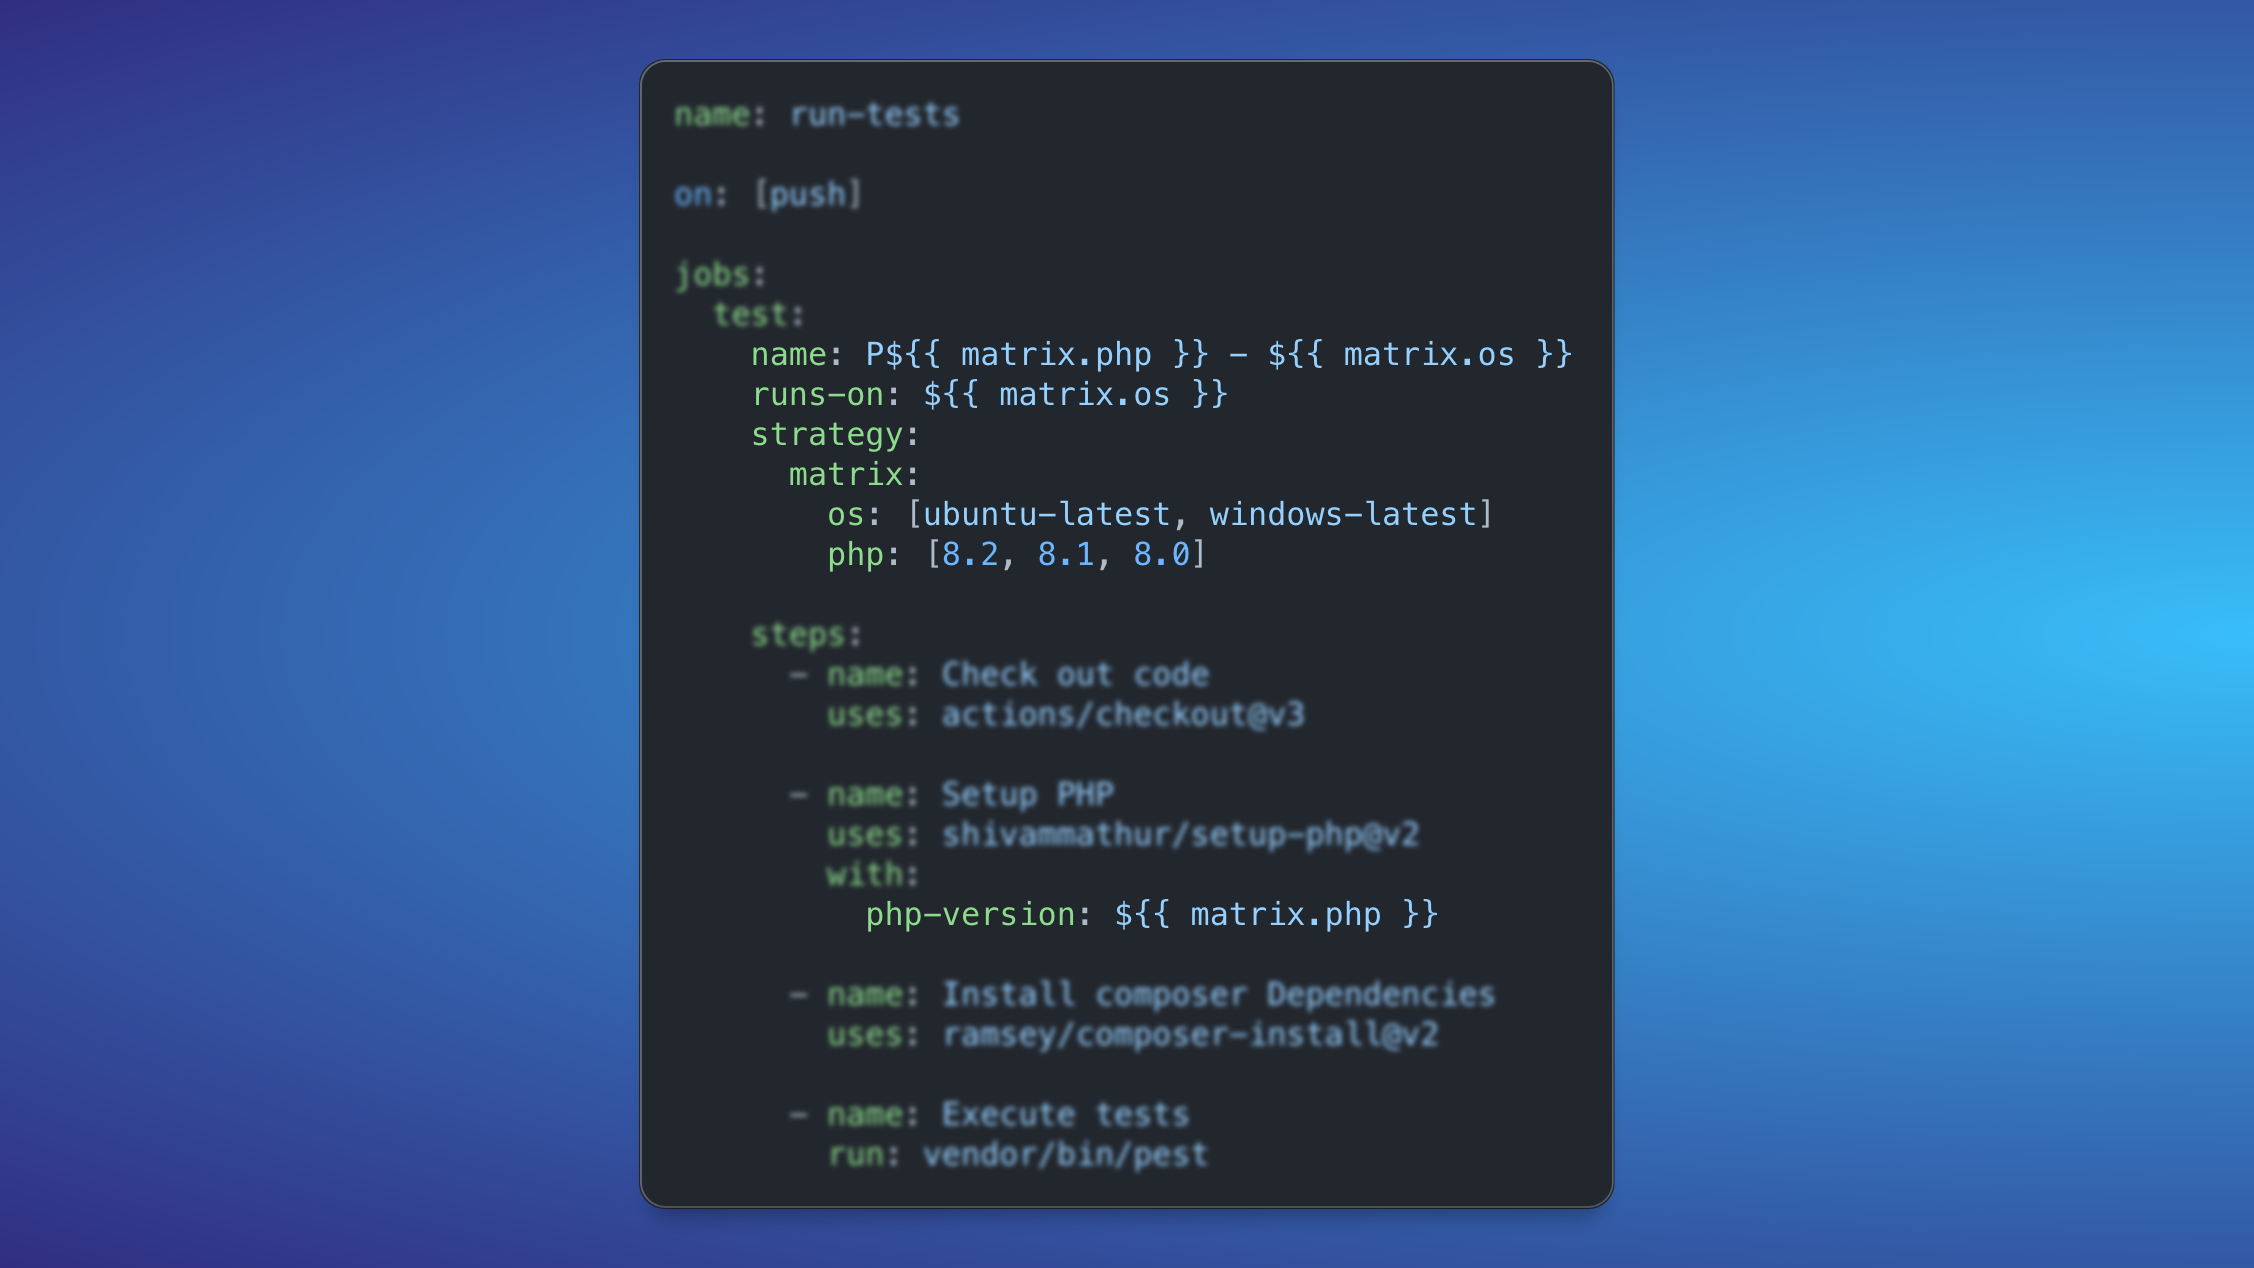 name: run-tests
on: [push]
jobs:
  test:
    name: P${{ matrix.php }} - ${{ matrix.os }}
    runs-on: ${{ matrix.os }}
    strategy:
      matrix:
        os: [ubuntu-latest, windows-latest]
        php: [8.2, 8.1, 8.0]
    steps:
      - name: Check out code
        uses: actions/checkout@v3
      - name: Setup PHP
        uses: shivammathur/setup-php@v2
        with:
          php-version: ${{ matrix.php }}
      - name: Install composer Dependencies
        uses: ramsey/composer-install@v2
      - name: Execute tests
        run: vendor/bin/pest